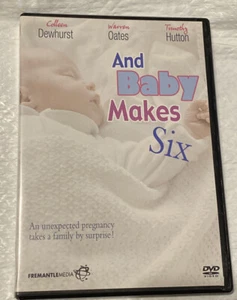 Colleen Dewhurst
Warren Oates
Timothy Hutton
And
Baby
Makes
Six
An unexpected pregnancy
takes a family by surprise!
FREMANTLEMEDIA
DVD
VIDEO